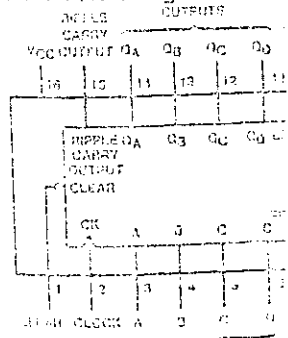 OUTPUTS
CARRY
VCC OUTPUT QA QB QC QD
16 15 14 13 12 11
RIPPLE QA QB QC QD
CARRY
OUTPUT
CLEAR
CK A B C
1 2 3 4 5
CLOCK A B C